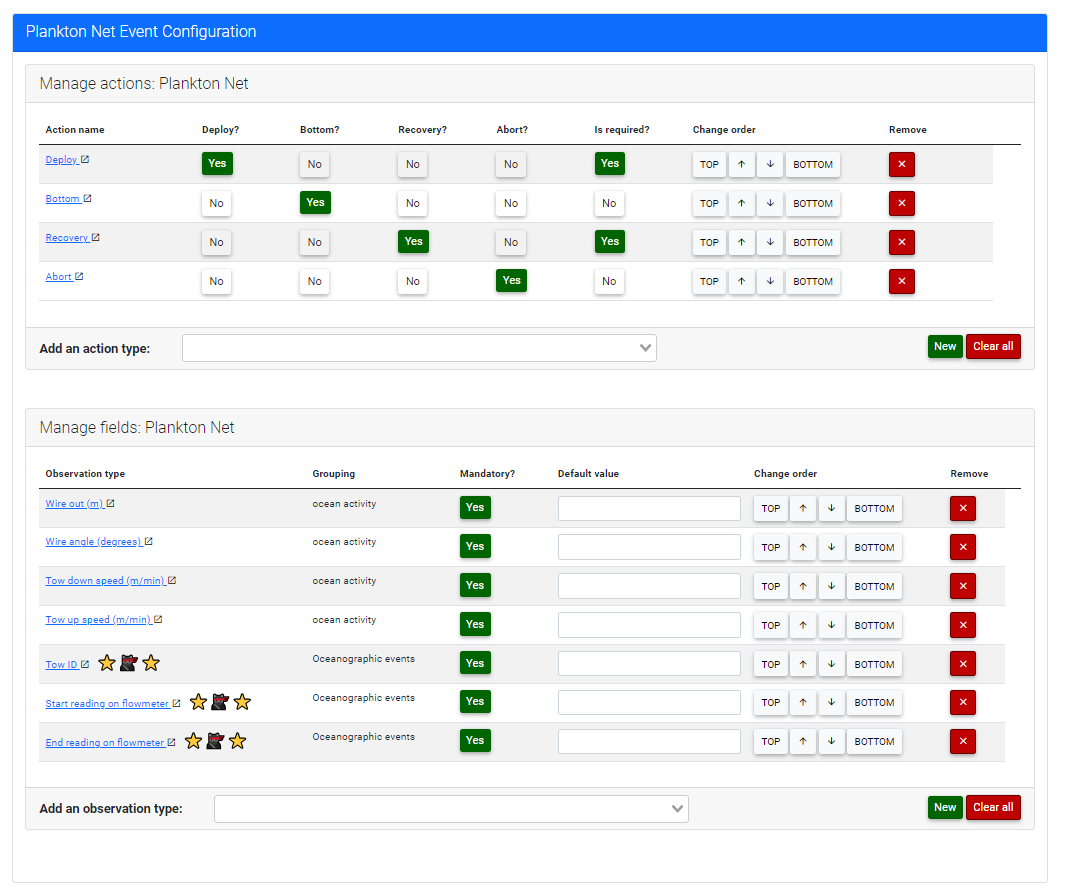 Plankton Net Event Configuration
Manage actions: Plankton Net
Action name Deploy? Bottom? Recovery? Abort? Is required? Change order Remove
Deploy Yes No No No Yes TOP ↑ ↓ BOTTOM ×
Bottom No Yes No No No TOP ↑ ↓ BOTTOM ×
Recovery No No Yes No Yes TOP ↑ ↓ BOTTOM ×
Abort No No No Yes No TOP ↑ ↓ BOTTOM ×
Add an action type: New Clear all
Manage fields: Plankton Net
Observation type Grouping Mandatory? Default value Change order Remove
Wire out (m) ocean activity Yes TOP ↑ ↓ BOTTOM ×
Wire angle (degrees) ocean activity Yes TOP ↑ ↓ BOTTOM ×
Tow down speed (m/min) ocean activity Yes TOP ↑ ↓ BOTTOM ×
Tow up speed (m/min) ocean activity Yes TOP ↑ ↓ BOTTOM ×
Tow ID Oceanographic events Yes TOP ↑ ↓ BOTTOM ×
Start reading on flowmeter Oceanographic events Yes TOP ↑ ↓ BOTTOM ×
End reading on flowmeter Oceanographic events Yes TOP ↑ ↓ BOTTOM ×
Add an observation type: New Clear all